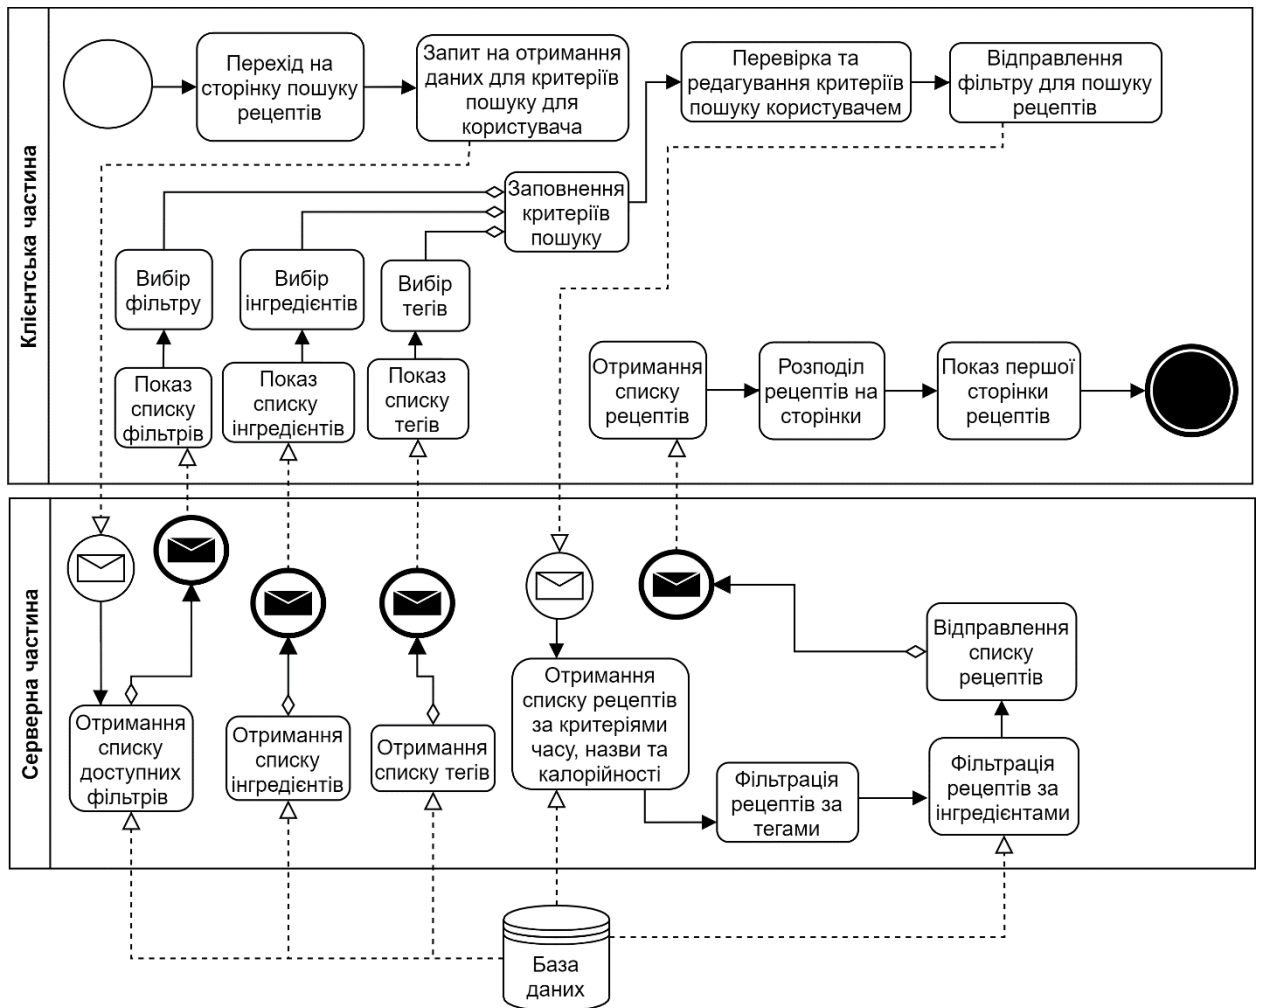 Клієнтська частина
Перехід на
сторінку пошуку
рецептів
Запит на отримання
даних для критеріїв
пошуку для
користувача
Перевірка та
редагування критеріїв
пошуку користувачем
Відправлення
фільтру для пошуку
рецептів
Заповнення
критеріїв
пошуку
Вибір
фільтру
Вибір
інгредієнтів
Вибір
тегів
Показ
списку
фільтрів
Показ
списку
інгредієнтів
Показ
списку
тегів
Отримання
списку
рецептів
Розподіл
рецептів на
сторінки
Показ першої
сторінки
рецептів
Серверна частина
Отримання
списку
доступних
фільтрів
Отримання
списку
інгредієнтів
Отримання
списку тегів
Отримання
списку рецептів
за критеріями
часу, назви та
калорійності
Фільтрація
рецептів за
тегами
Фільтрація
рецептів за
інгредієнтами
Відправлення
списку
рецептів
База
даних